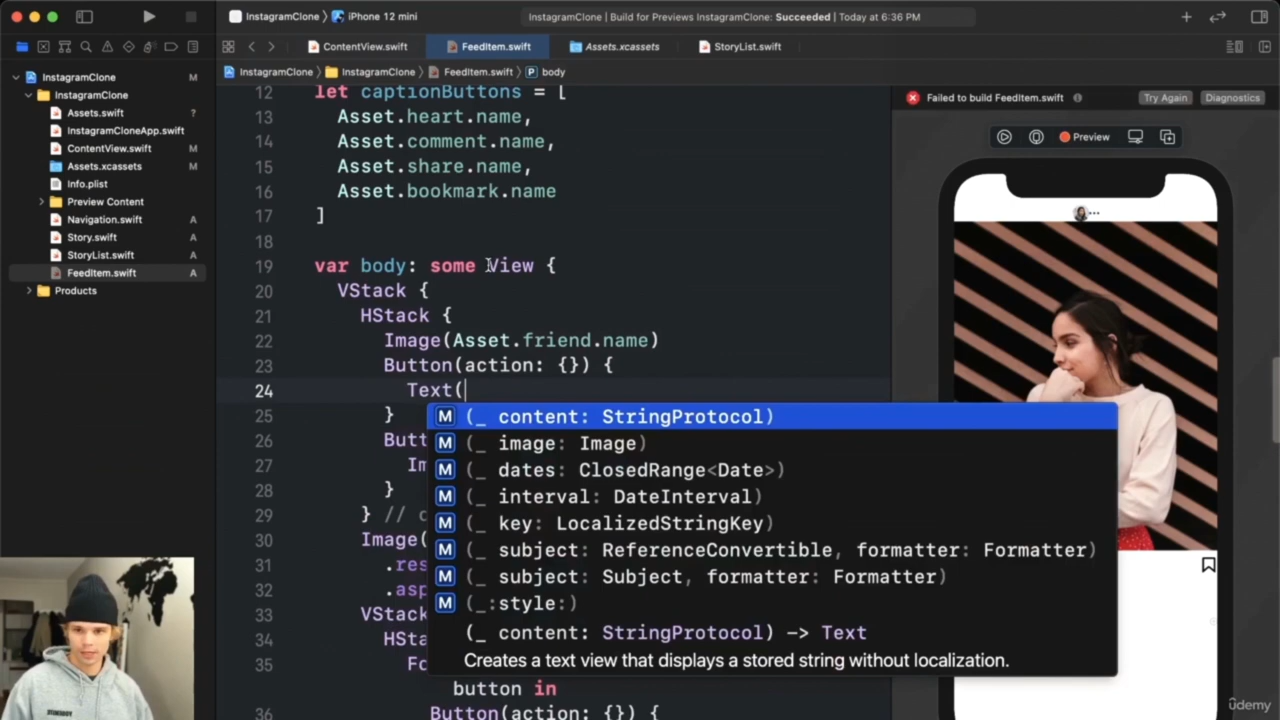 InstagramClone 〉 iPhone 12 mini
InstagramClone | Build for Previews InstagramClone: Succeeded | Today at 6:36 PM
ContentView.swift
FeedItem.swift
Assets.xcassets
StoryList.swift
InstagramClone 〉 InstagramClone 〉 FeedItem.swift 〉 P body
InstagramClone M
InstagramClone
Assets.swift ?
InstagramCloneApp.swift
ContentView.swift M
Assets.xcassets M
Info.plist
Preview Content
Navigation.swift A
Story.swift A
StoryList.swift A
FeedItem.swift A
Products
12 let captionButtons = [
13 Asset.heart.name,
14 Asset.comment.name,
15 Asset.share.name,
16 Asset.bookmark.name
17 ]
18
19 var body: some View {
20 VStack {
21 HStack {
22 Image(Asset.friend.name)
23 Button(action: {}) {
24 Text(
25 }
26 Butt
27 Im
28 }
29 } // c
30 Image(
31 .res
32 .asp
33 VStack
34 HSta
35 Fo
button in
36 Button(action: {}) {
M (_ content: StringProtocol)
M (_ image: Image)
M (_ dates: ClosedRange<Date>)
M (_ interval: DateInterval)
M (_ key: LocalizedStringKey)
M (_ subject: ReferenceConvertible, formatter: Formatter)
M (_ subject: Subject, formatter: Formatter)
M (_:style:)
(_ content: StringProtocol) -> Text
Creates a text view that displays a stored string without localization.
Failed to build FeedItem.swift
Try Again
Diagnostics
Preview
udemy